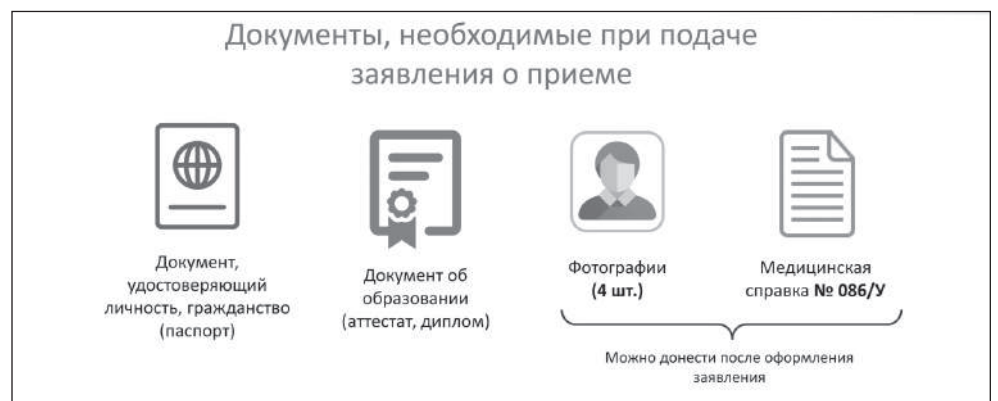 Документы, необходимые при подаче
заявления о приеме
Документ,
удостоверяющий
личность, гражданство
(паспорт)
Документ об
образовании
(аттестат, диплом)
Фотографии
(4 шт.)
Медицинская
справка № 086/У
Можно донести после оформления
заявления